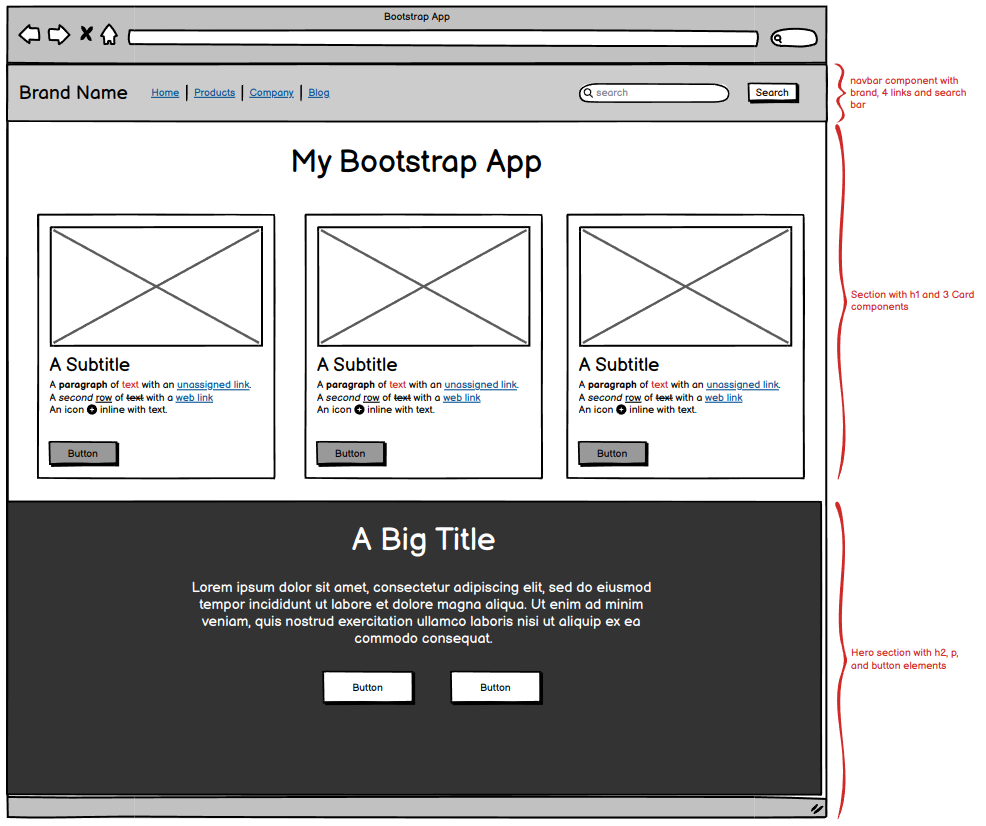 Bootstrap App
Brand Name
Home | Products | Company | Blog
search
Search
navbar component with
brand, 4 links and search
bar
My Bootstrap App
A Subtitle
A paragraph of text with an unassigned link.
A second row of text with a web link
An icon inline with text.
Button
A Subtitle
A paragraph of text with an unassigned link.
A second row of text with a web link
An icon inline with text.
Button
A Subtitle
A paragraph of text with an unassigned link.
A second row of text with a web link
An icon inline with text.
Button
Section with h1 and 3 Card
components
A Big Title
Lorem ipsum dolor sit amet, consectetur adipiscing elit, sed do eiusmod
tempor incididunt ut labore et dolore magna aliqua. Ut enim ad minim
veniam, quis nostrud exercitation ullamco laboris nisi ut aliquip ex ea
commodo consequat.
Button
Button
Hero section with h2, p,
and button elements